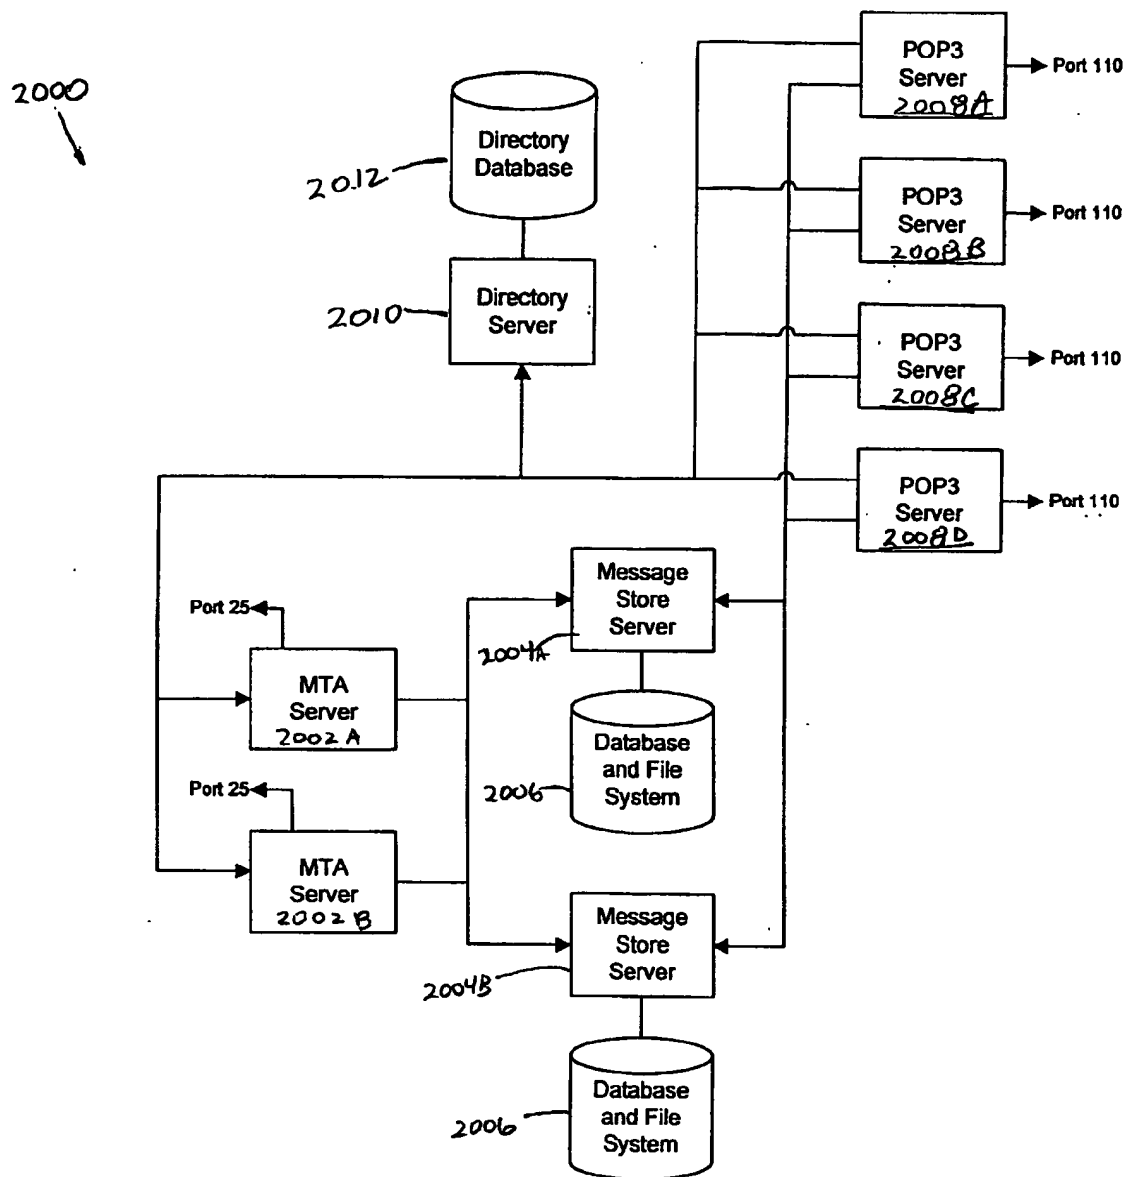 2000
POP3
Server
2008A
Port 110
Directory
Database
2012
POP3
Server
2008B
Port 110
Directory
Server
2010
POP3
Server
2008C
Port 110
POP3
Server
2008D
Port 110
Message
Store
Server
2004A
Port 25
MTA
Server
2002A
Database
and File
System
2006
Port 25
MTA
Server
2002B
Message
Store
Server
2004B
Database
and File
System
2006